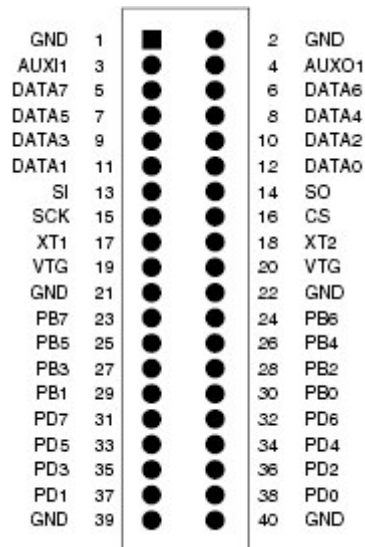 GND 1 2 GND
AUXI1 3 4 AUXO1
DATA7 5 6 DATA6
DATA5 7 8 DATA4
DATA3 9 10 DATA2
DATA1 11 12 DATA0
SI 13 14 SO
SCK 15 16 CS
XT1 17 18 XT2
VTG 19 20 VTG
GND 21 22 GND
PB7 23 24 PB6
PB5 25 26 PB4
PB3 27 28 PB2
PB1 29 30 PB0
PD7 31 32 PD6
PD5 33 34 PD4
PD3 35 36 PD2
PD1 37 38 PD0
GND 39 40 GND